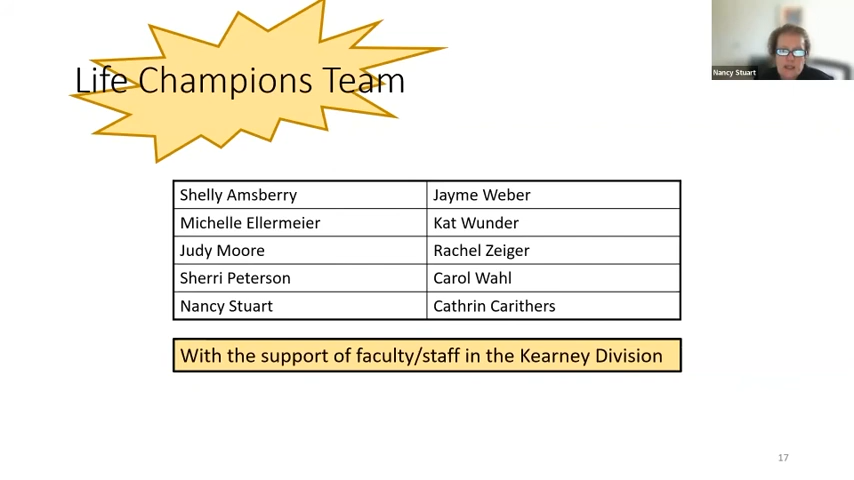 Life Champions Team
Nancy Stuart
Shelly Amsberry Jayme Weber
Michelle Ellermeier Kat Wunder
Judy Moore Rachel Zeiger
Sherri Peterson Carol Wahl
Nancy Stuart Cathrin Carithers
With the support of faculty/staff in the Kearney Division
17